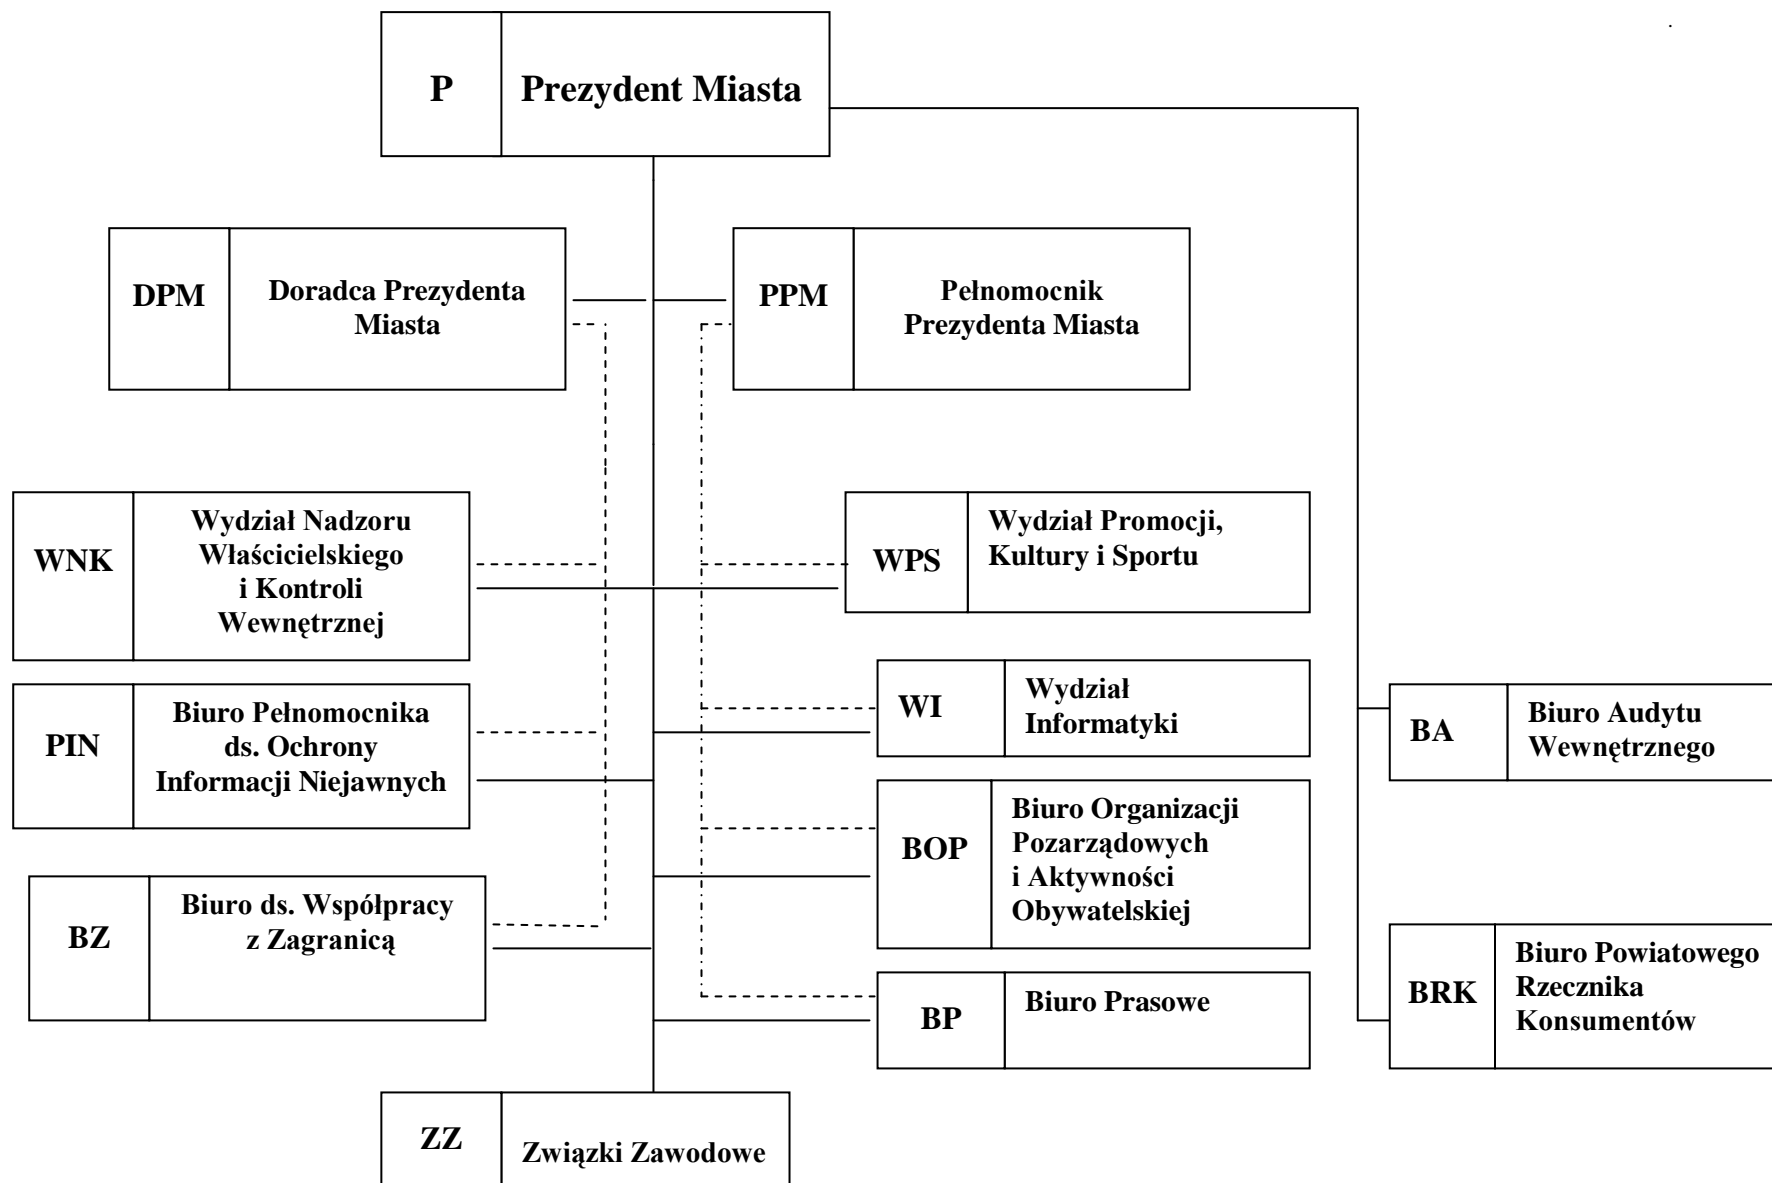 P
Prezydent Miasta
DPM
Doradca Prezydenta
Miasta
PPM
Pełnomocnik
Prezydenta Miasta
WNK
Wydział Nadzoru
Właścicielskiego
i Kontroli
Wewnętrznej
WPS
Wydział Promocji,
Kultury i Sportu
PIN
Biuro Pełnomocnika
ds. Ochrony
Informacji Niejawnych
WI
Wydział
Informatyki
BA
Biuro Audytu
Wewnętrznego
BOP
Biuro Organizacji
Pozarządowych
i Aktywności
Obywatelskiej
BZ
Biuro ds. Współpracy
z Zagranicą
BRK
Biuro Powiatowego
Rzecznika
Konsumentów
BP
Biuro Prasowe
ZZ
Związki Zawodowe